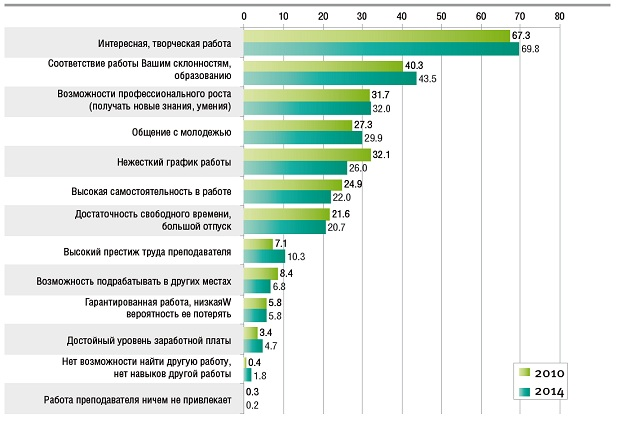 0 10 20 30 40 50 60 70 80
Интересная, творческая работа
67.3
69.8
Соответствие работы Вашим склонностям,
образованию
40.3
43.5
Возможности профессионального роста
(получать новые знания, умения)
31.7
32.0
Общение с молодежью
27.3
29.9
Нежесткий график работы
32.1
26.0
Высокая самостоятельность в работе
24.9
22.0
Достаточность свободного времени,
большой отпуск
21.6
20.7
Высокий престиж труда преподавателя
7.1
10.3
Возможность подрабатывать в других местах
8.4
6.8
Гарантированная работа, низкаяW
вероятность ее потерять
5.8
5.8
Достойный уровень заработной платы
3.4
4.7
Нет возможности найти другую работу,
нет навыков другой работы
0.4
1.8
Работа преподавателя ничем не привлекает
0.3
0.2
2010
2014